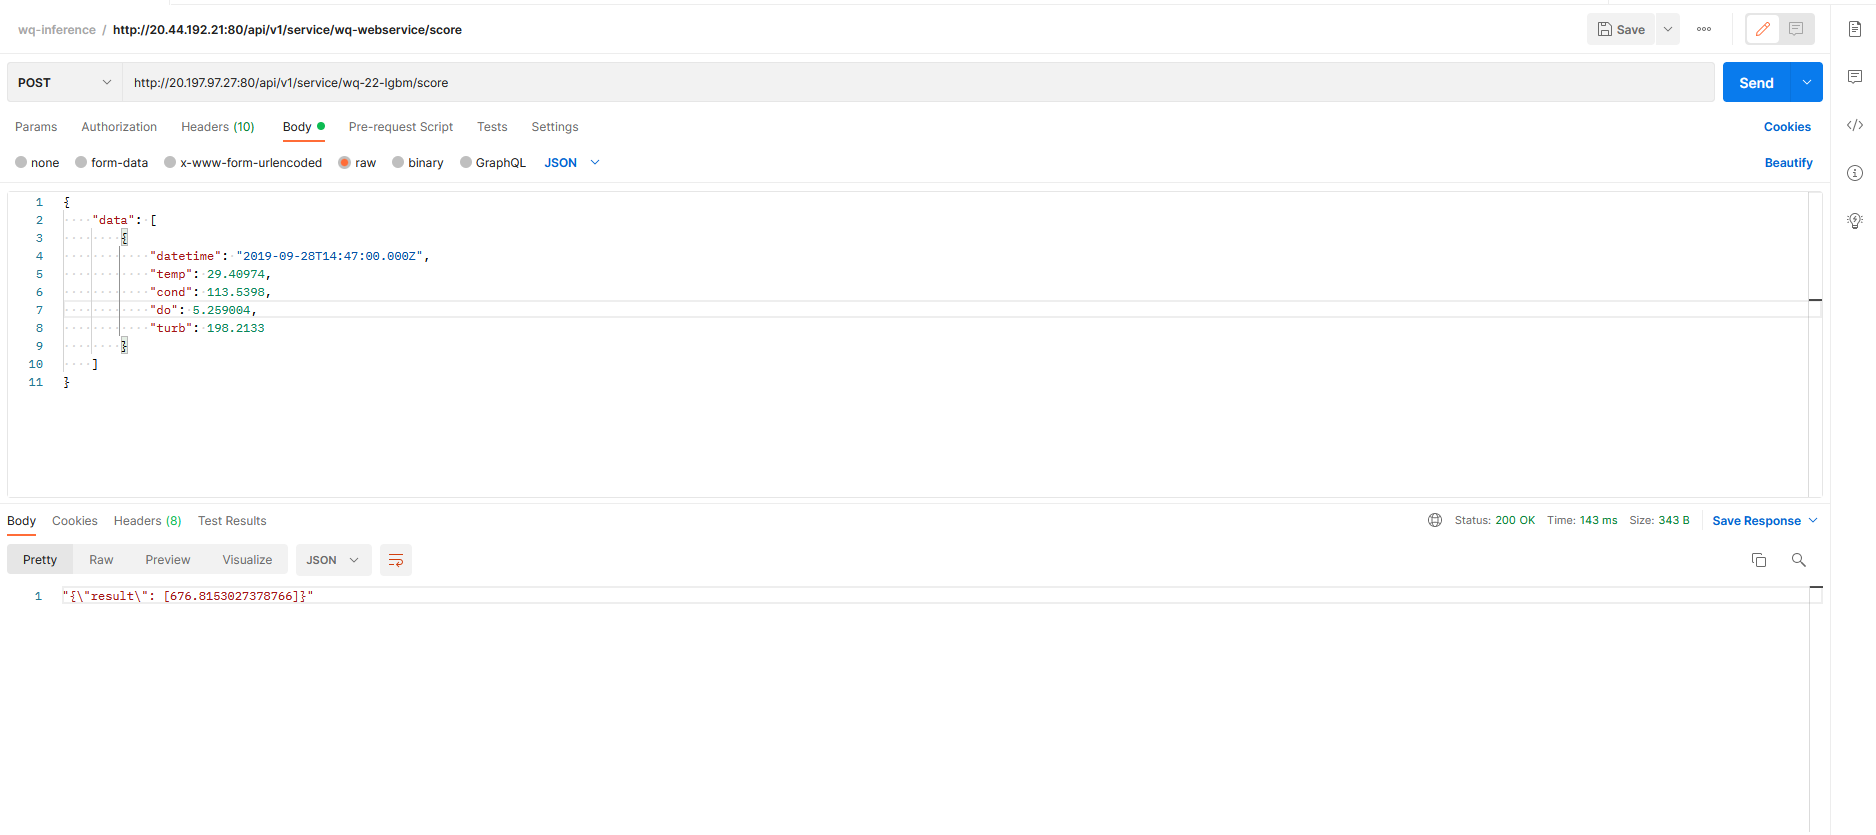 wq-inference / http://20.44.192.21:80/api/v1/service/wq-webservice/score
Save
POST
http://20.197.97.27:80/api/v1/service/wq-22-lgbm/score
Send
Params Authorization Headers (10) Body Pre-request Script Tests Settings
Cookies
none form-data x-www-form-urlencoded raw binary GraphQL JSON
Beautify
1 {
2 "data": [
3 {
4 "datetime": "2019-09-28T14:47:00.000Z",
5 "temp": 29.40974,
6 "cond": 113.5398,
7 "do": 5.259004,
8 "turb": 198.2133
9 }
10 ]
11 }
Body Cookies Headers (8) Test Results
Status: 200 OK Time: 143 ms Size: 343 B Save Response
Pretty Raw Preview Visualize JSON
1 "{\"result\": [676.8153027378766]}"